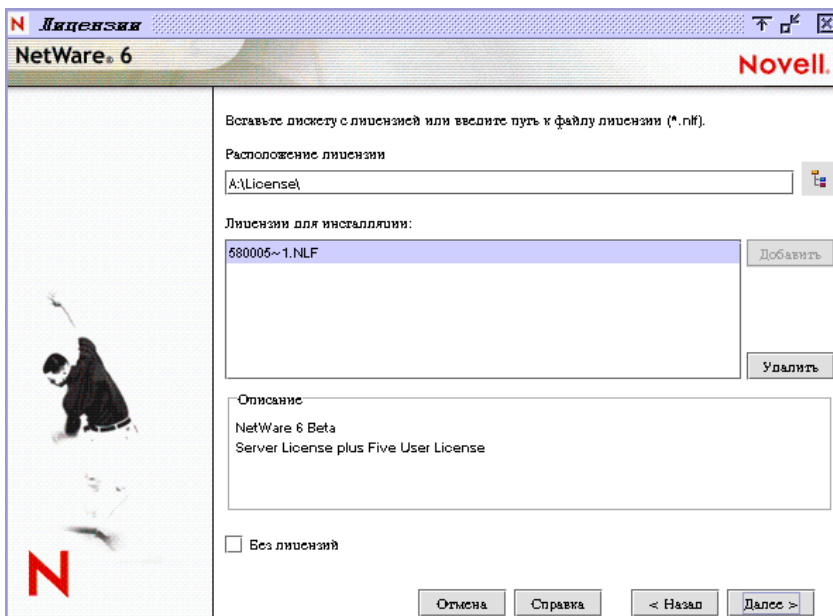 N Лицензии
NetWare® 6
Novell.
Вставьте дискету с лицензией или введите путь к файлу лицензии (*.nlf).
Расположение лицензии
A:\License\
Лицензии для инсталляции:
580005~1.NLF
Добавить
Удалить
Описание
NetWare 6 Beta
Server License plus Five User License
Без лицензий
N
Отмена
Справка
< Назад
Далее >